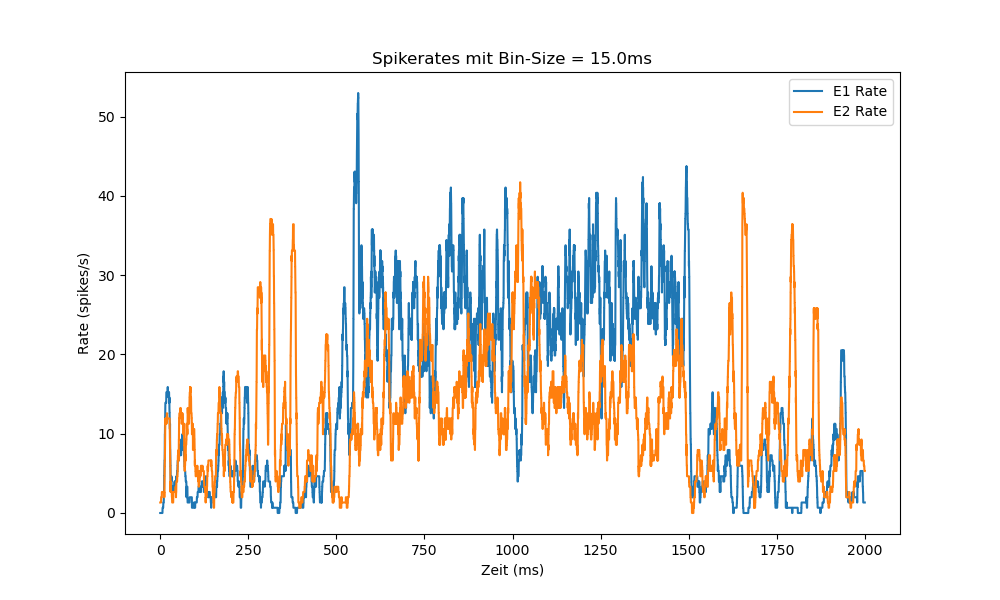 Spikerates mit Bin-Size = 15.0ms
E1 Rate
E2 Rate
50
40
30
20
10
0
Rate (spikes/s)
0 250 500 750 1000 1250 1500 1750 2000
Zeit (ms)